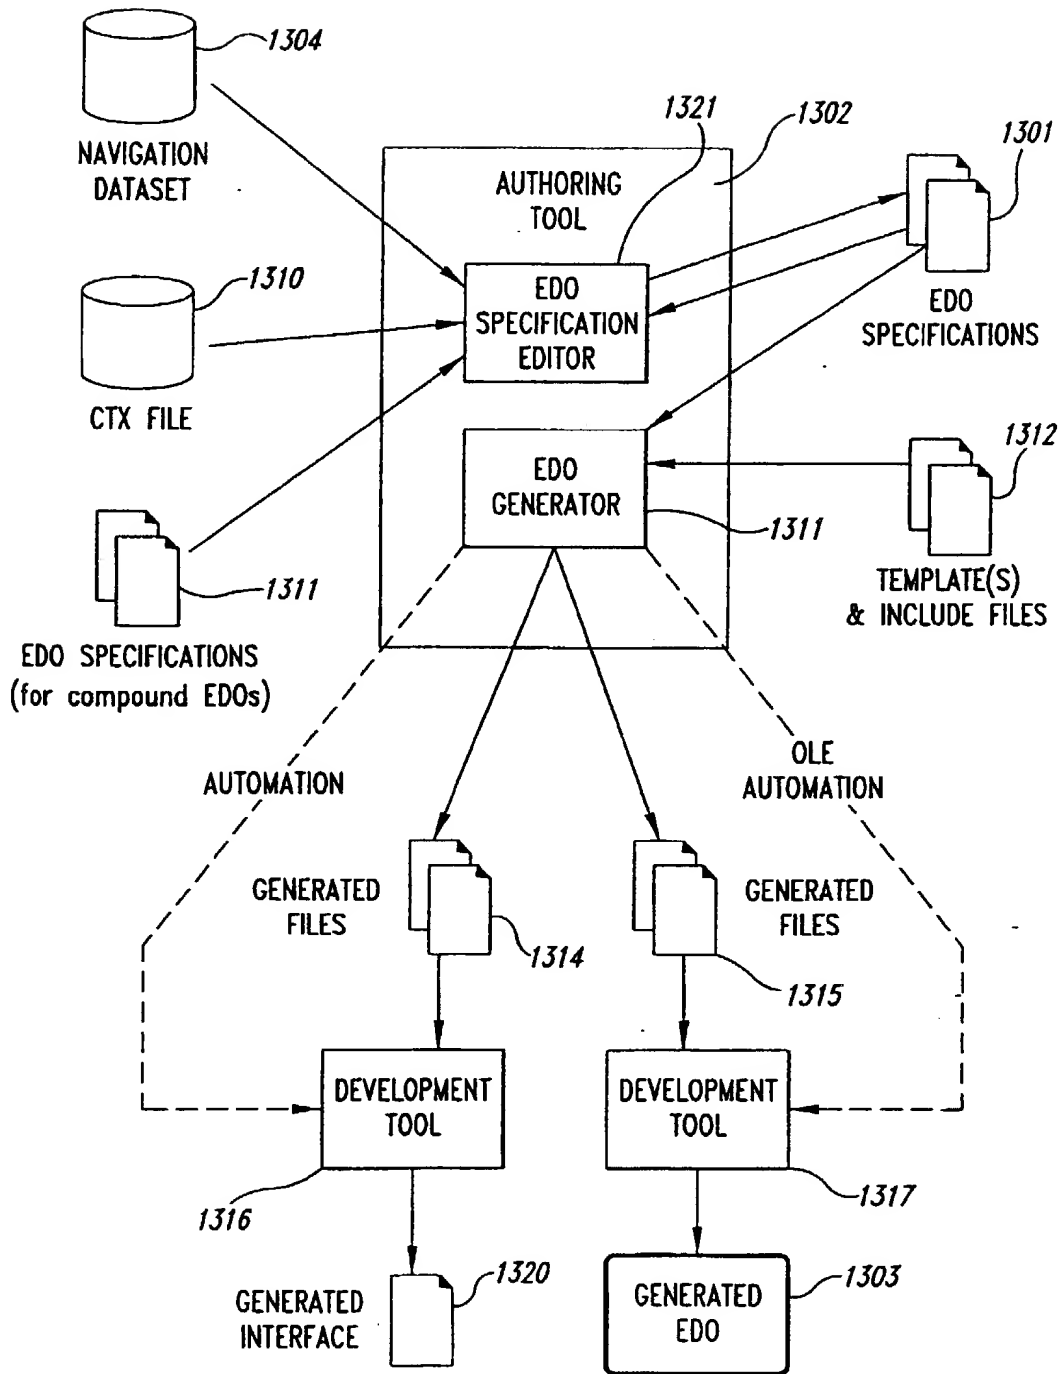 1304
NAVIGATION
DATASET
1321
1302
1301
AUTHORING
TOOL
EDO
SPECIFICATION
EDITOR
EDO
SPECIFICATIONS
1310
CTX FILE
EDO
GENERATOR
1311
1312
TEMPLATE(S)
& INCLUDE FILES
1311
EDO SPECIFICATIONS
(for compound EDOs)
AUTOMATION
OLE
AUTOMATION
GENERATED
FILES
1314
GENERATED
FILES
1315
DEVELOPMENT
TOOL
1316
DEVELOPMENT
TOOL
1317
GENERATED
INTERFACE
1320
GENERATED
EDO
1303